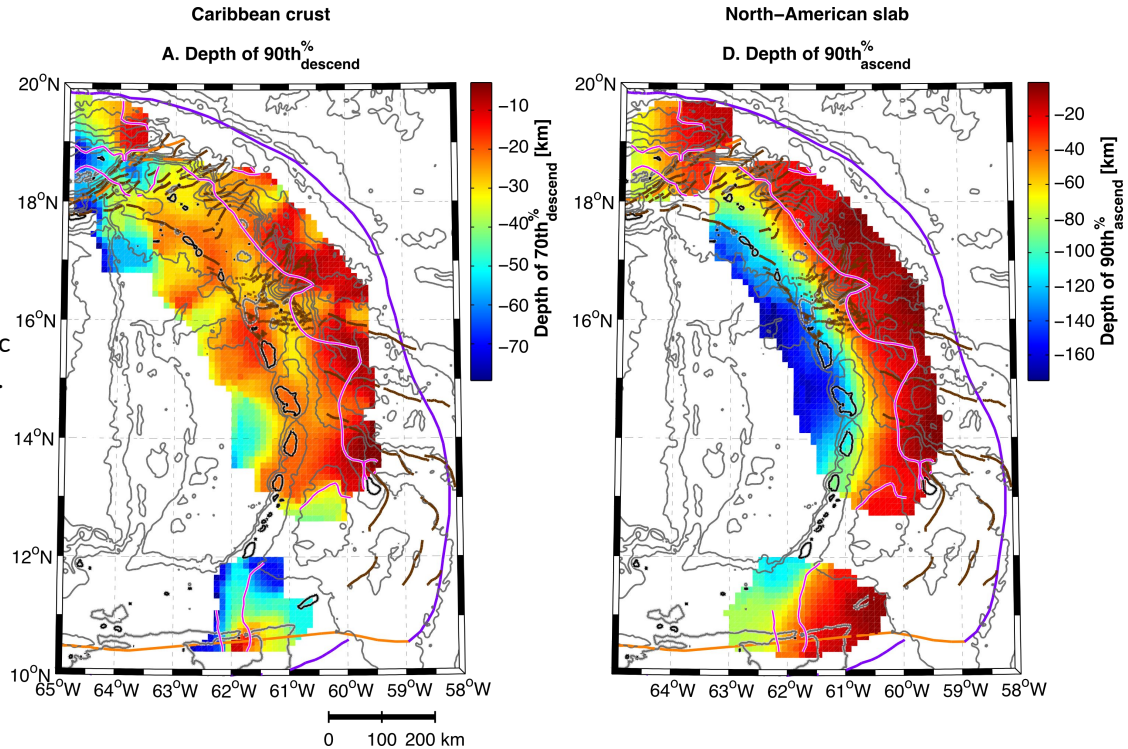 Caribbean crust
North−American slab
A. Depth of 90th%descend
D. Depth of 90th%ascend
20°N
18°N
16°N
14°N
12°N
10°N
65°W 64°W 63°W 62°W 61°W 60°W 59°W 58°W
−10
−20
−30
−40
−50
−60
−70
Depth of 70th%descend [km]
20°N
18°N
16°N
14°N
12°N
10°N
64°W 63°W 62°W 61°W 60°W 59°W 58°W
−20
−40
−60
−80
−100
−120
−140
−160
Depth of 90th%ascend [km]
c
0 100 200 km